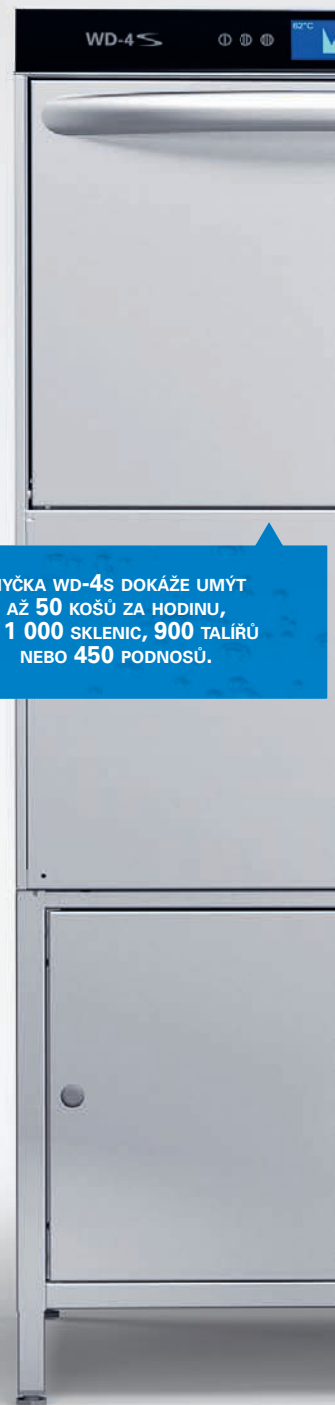 WD-4S
62°C
YČKA WD-4S DOKÁŽE UMÝT
AŽ 50 KOŠŮ ZA HODINU,
1 000 SKLENIC, 900 TALÍŘŮ
NEBO 450 PODNOSŮ.